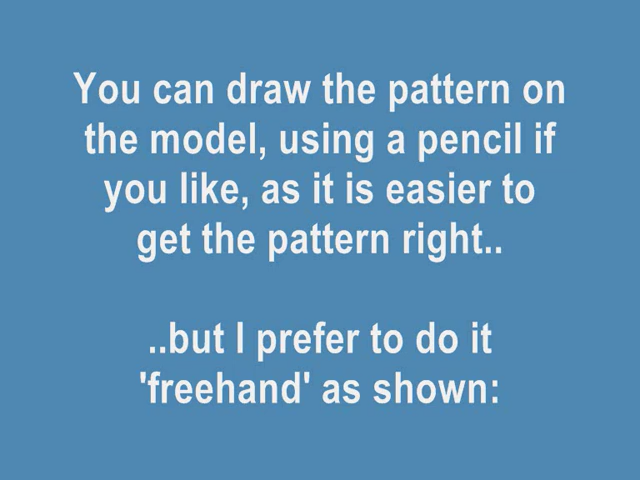 You can draw the pattern on
the model, using a pencil if
you like, as it is easier to
get the pattern right..
..but I prefer to do it
'freehand' as shown: